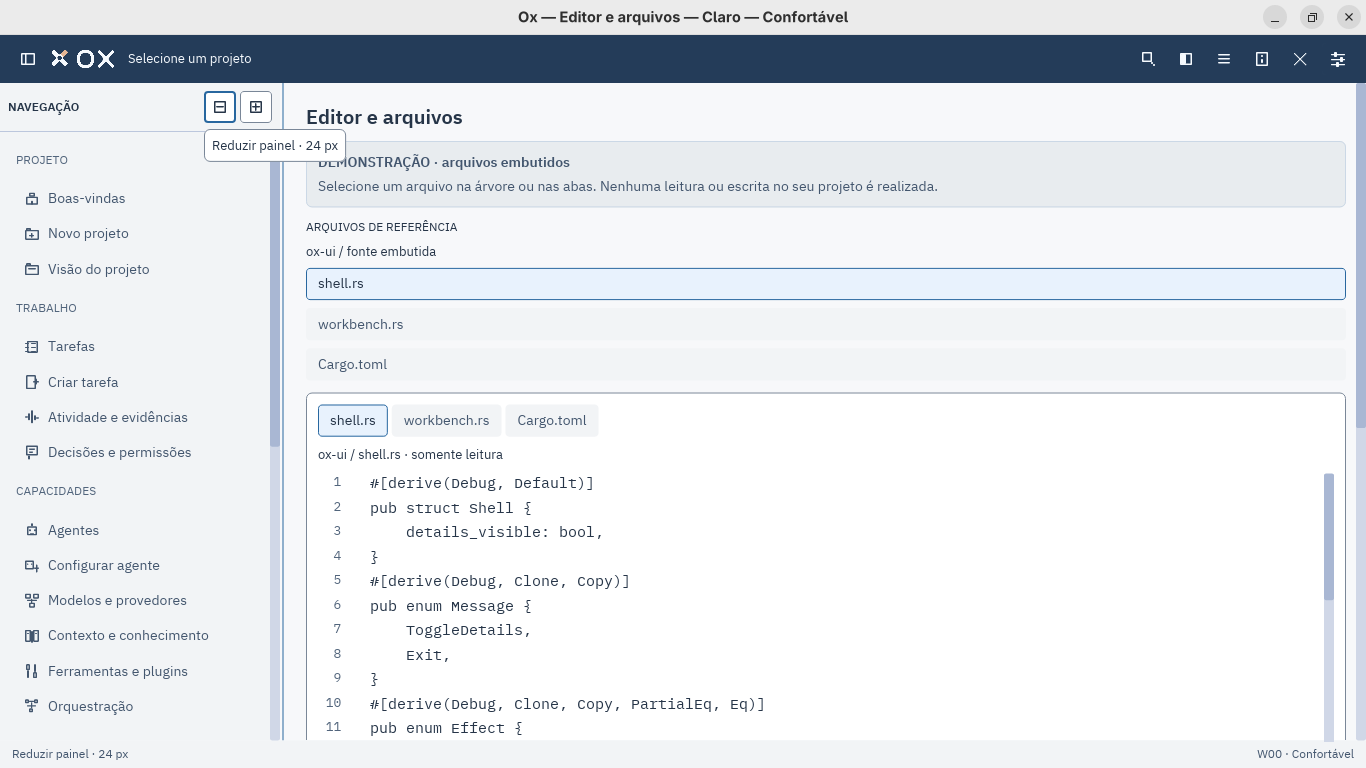 Ox — Editor e arquivos — Claro — Confortável
OX Selecione um projeto
NAVEGAÇÃO
Reduzir painel · 24 px
PROJETO
Boas-vindas
Novo projeto
Visão do projeto
TRABALHO
Tarefas
Criar tarefa
Atividade e evidências
Decisões e permissões
CAPACIDADES
Agentes
Configurar agente
Modelos e provedores
Contexto e conhecimento
Ferramentas e plugins
Orquestração
Editor e arquivos
DEMONSTRAÇÃO · arquivos embutidos
Selecione um arquivo na árvore ou nas abas. Nenhuma leitura ou escrita no seu projeto é realizada.
ARQUIVOS DE REFERÊNCIA
ox-ui / fonte embutida
shell.rs
workbench.rs
Cargo.toml
shell.rs workbench.rs Cargo.toml
ox-ui / shell.rs · somente leitura
1 #[derive(Debug, Default)]
2 pub struct Shell {
3     details_visible: bool,
4 }
5 #[derive(Debug, Clone, Copy)]
6 pub enum Message {
7     ToggleDetails,
8     Exit,
9 }
10 #[derive(Debug, Clone, Copy, PartialEq, Eq)]
11 pub enum Effect {
Reduzir painel · 24 px
W00 · Confortável